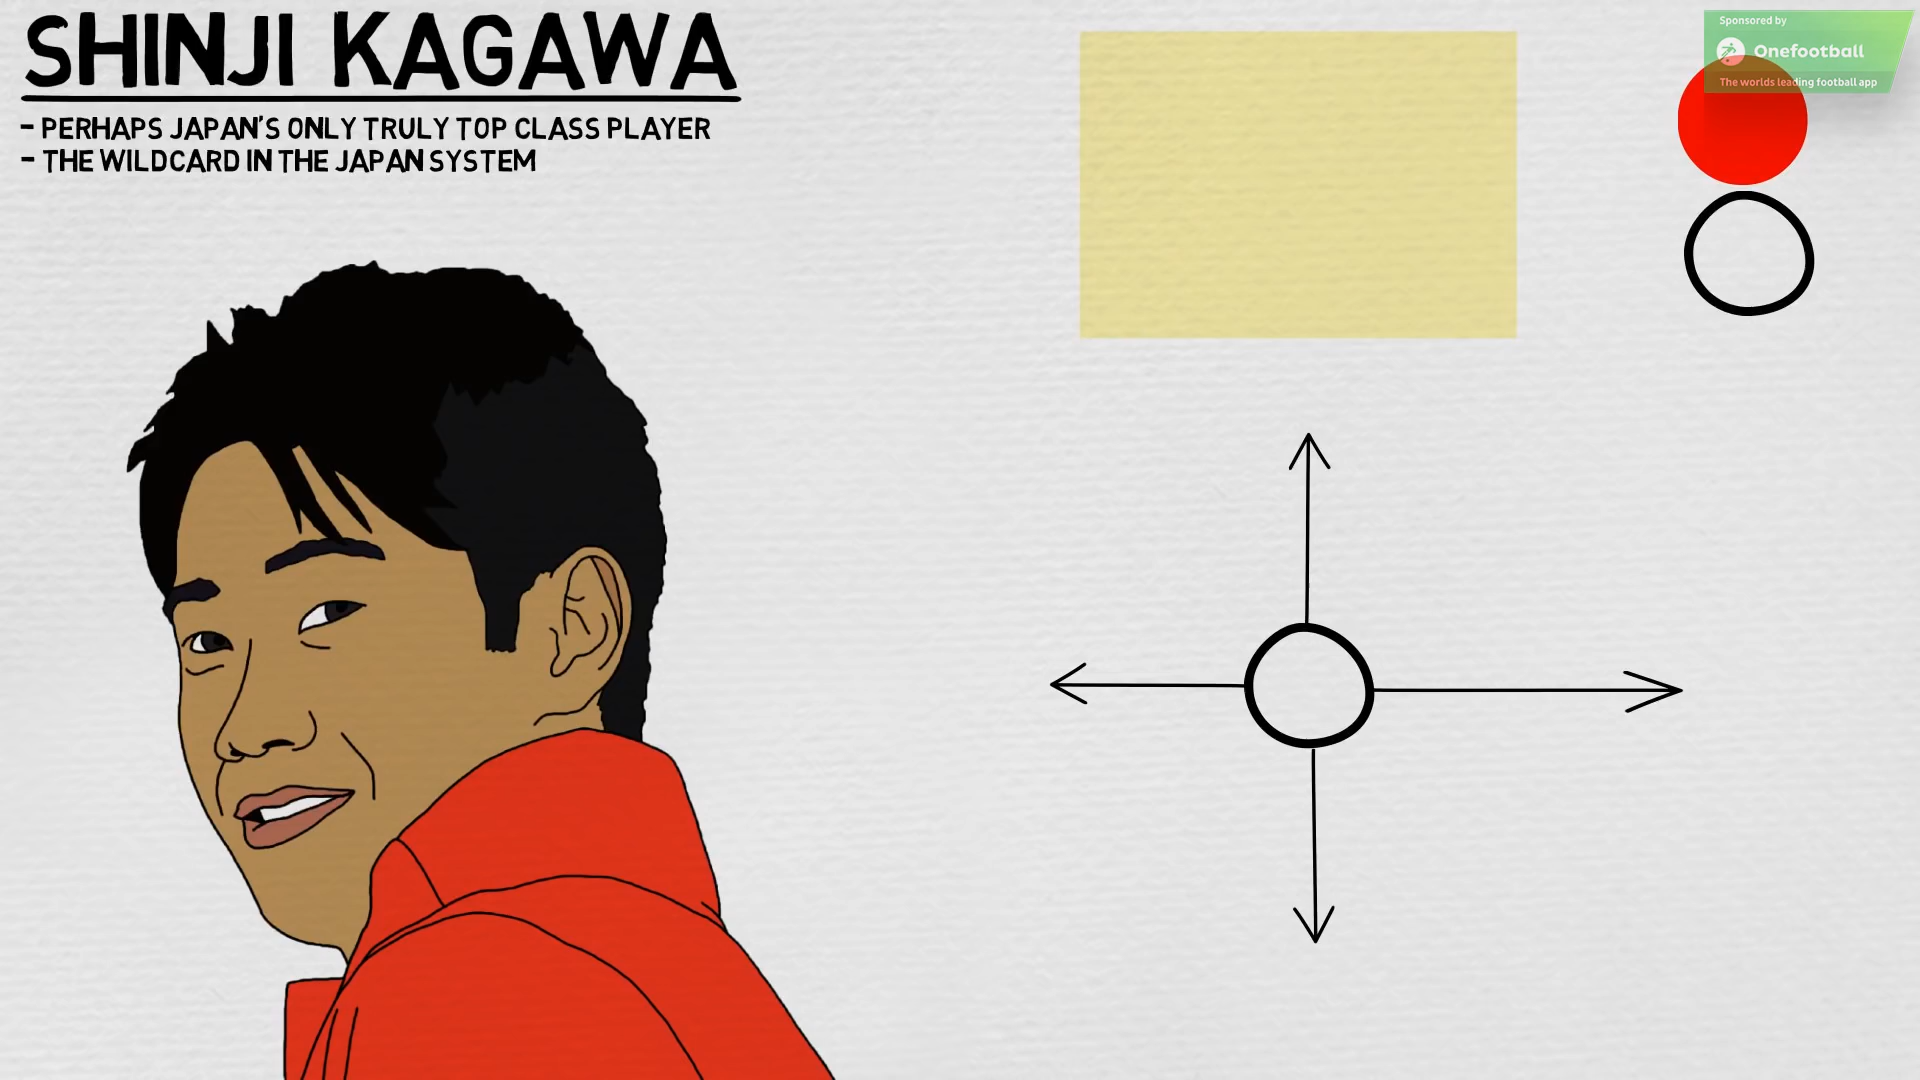 SHINJI KAGAWA
- PERHAPS JAPAN'S ONLY TRULY TOP CLASS PLAYER
- THE WILDCARD IN THE JAPAN SYSTEM
Sponsored by
Onefootball
The worlds leading football app